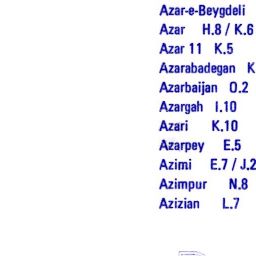 Azar-e-Beygdeli
Azar H.8 / K.6
Azar 11 K.5
Azarabadegan K
Azarbaijan O.2
Azargah I.10
Azari K.10
Azarpey E.5
Azimi E.7 / J.2
Azimpur N.8
Azizian L.7